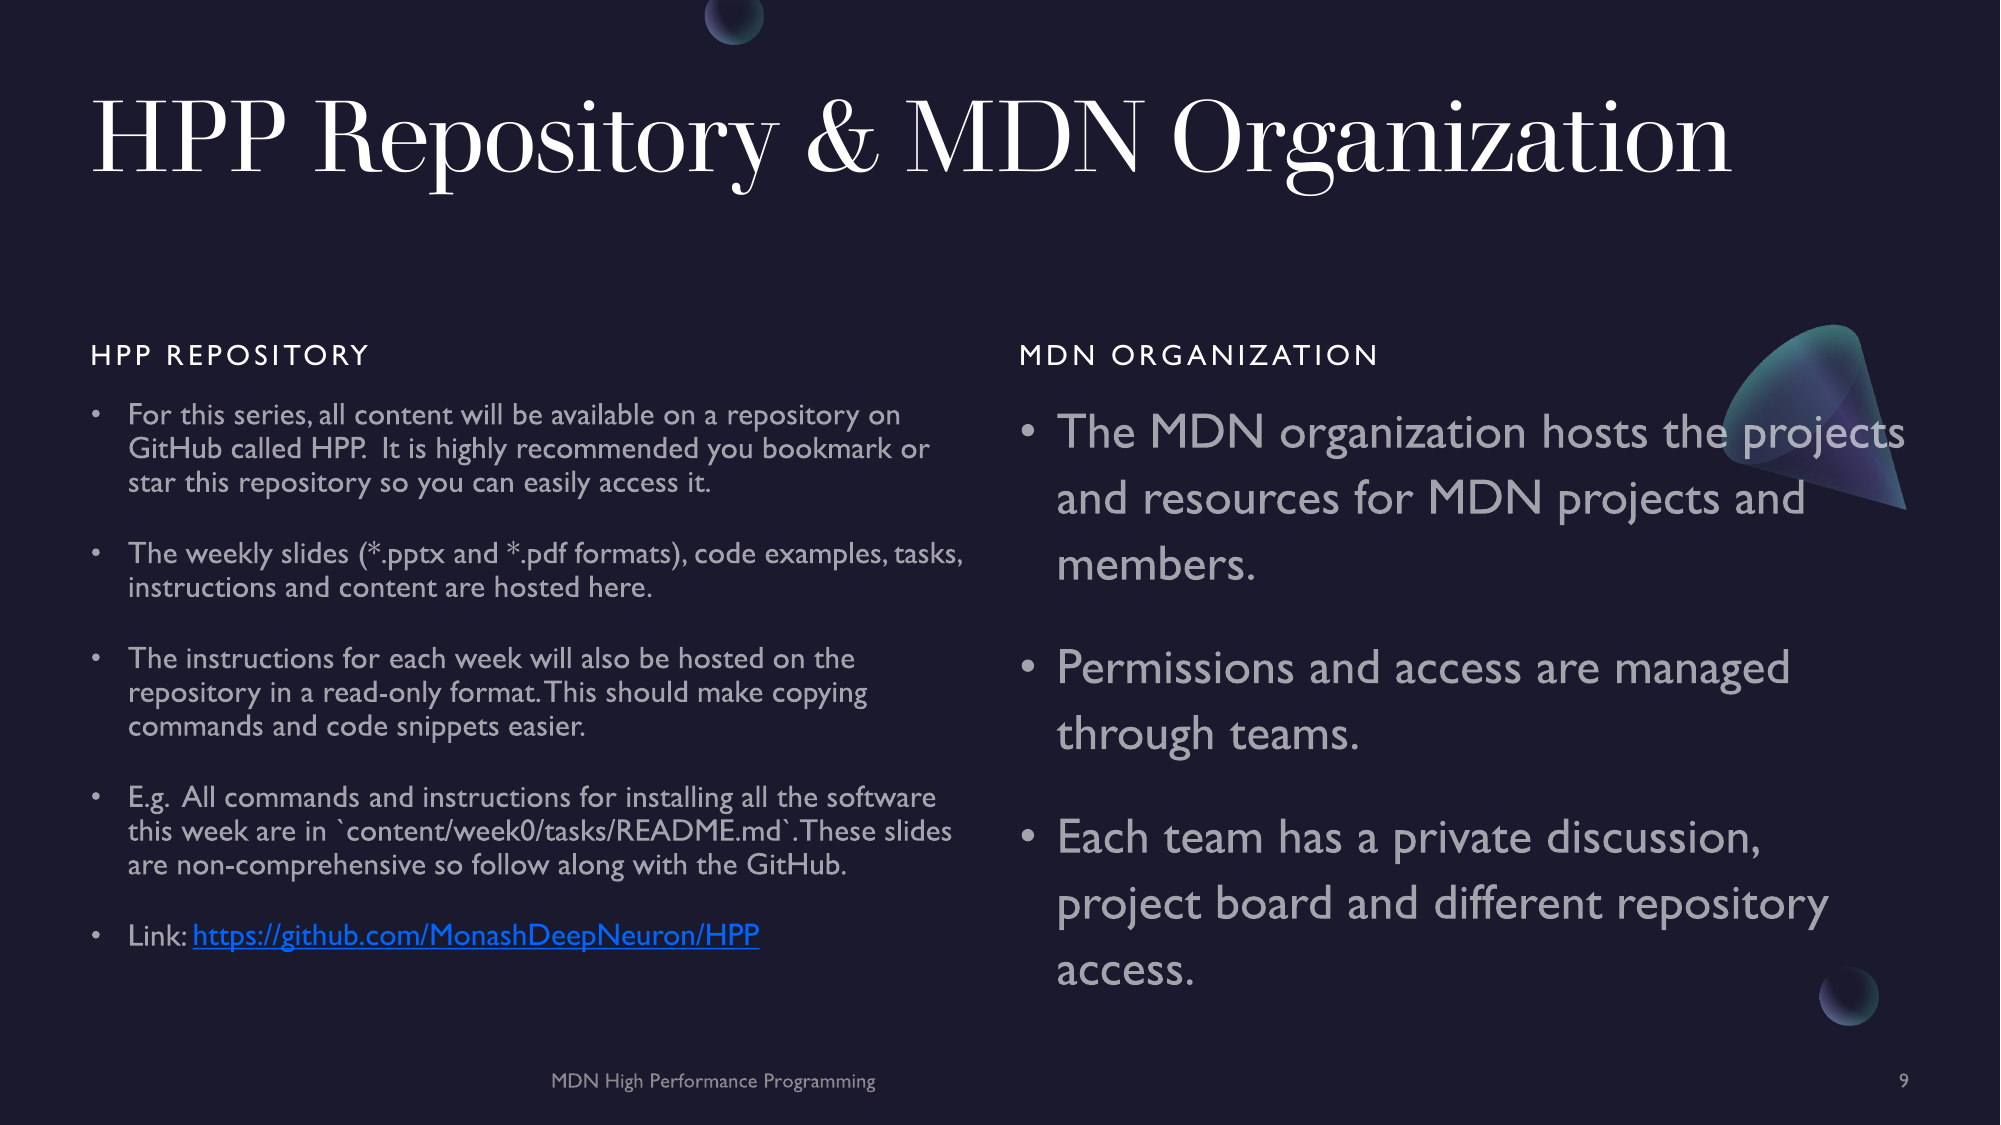 HPP Repository & MDN Organization
HPP REPOSITORY
• For this series, all content will be available on a repository on
GitHub called HPP.  It is highly recommended you bookmark or
star this repository so you can easily access it.
• The weekly slides (*.pptx and *.pdf formats), code examples, tasks,
instructions and content are hosted here.
• The instructions for each week will also be hosted on the
repository in a read-only format. This should make copying
commands and code snippets easier.
• E.g.  All commands and instructions for installing all the software
this week are in `content/week0/tasks/README.md`. These slides
are non-comprehensive so follow along with the GitHub.
• Link: https://github.com/MonashDeepNeuron/HPP
MDN ORGANIZATION
• The MDN organization hosts the projects
and resources for MDN projects and
members.
• Permissions and access are managed
through teams.
• Each team has a private discussion,
project board and different repository
access.
MDN High Performance Programming
9